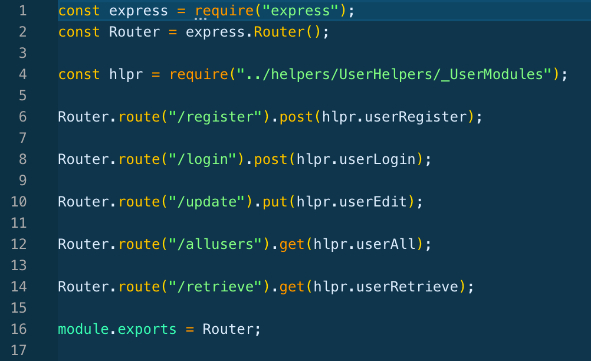 1 const express = require("express");
2 const Router = express.Router();
3
4 const hlpr = require("../helpers/UserHelpers/_UserModules");
5
6 Router.route("/register").post(hlpr.userRegister);
7
8 Router.route("/login").post(hlpr.userLogin);
9
10 Router.route("/update").put(hlpr.userEdit);
11
12 Router.route("/allusers").get(hlpr.userAll);
13
14 Router.route("/retrieve").get(hlpr.userRetrieve);
15
16 module.exports = Router;
17